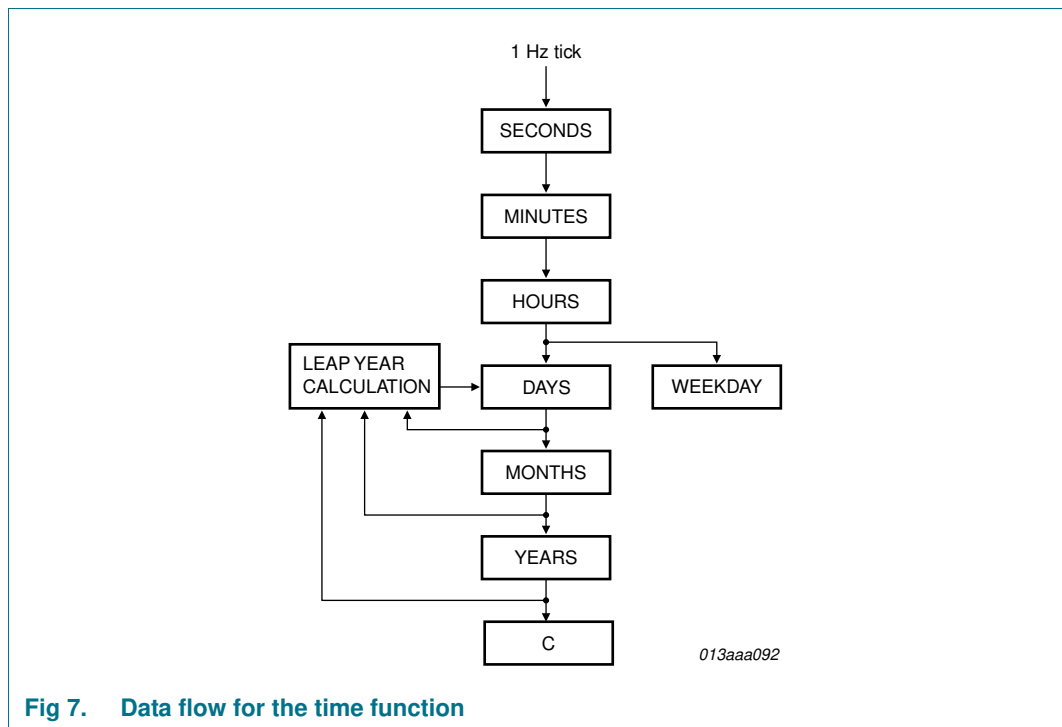 1 Hz tick
SECONDS
MINUTES
HOURS
LEAP YEAR
CALCULATION
DAYS
WEEKDAY
MONTHS
YEARS
C
013aaa092
Fig 7. Data flow for the time function